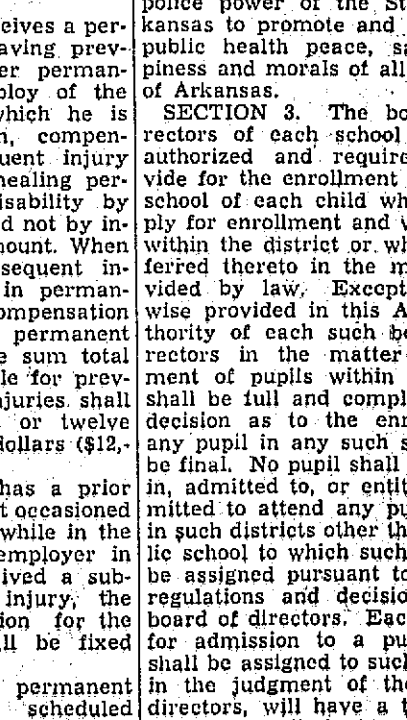 ceives a per-
aving prev-
er perman-
ploy of the
which he is
n, compen-
quent injury
healing per-
isability by
d not by in-
nount. When
sequent in-
in perman-
ompensation
permanent
e sum total
le for prev-
njuries shall
or twelve
dollars ($12,-
has a prior
t occasioned
while in the
employer in
ived a sub-
injury, the
ion for the
ll be fixed
permanent
scheduled
police power of the St
kansas to promote and
public health peace, sa
piness and morals of all
of Arkansas.
SECTION 3. The bo
rectors of each school
authorized and require
vide for the enrollment
school of each child wh
ply for enrollment and
within the district or wh
ferred thereto in the m
vided by law. Except
wise provided in this A
thority of each such bo
rectors in the matter
ment of pupils within
shall be full and compl
decision as to the enr
any pupil in any such s
be final. No pupil shall
in, admitted to, or entit
mitted to attend any pu
in such districts other th
lic school to which such
be assigned pursuant to
regulations and decisio
board of directors. Eac
for admission to a pu
shall be assigned to suc
in the judgment of the
directors, will have a t